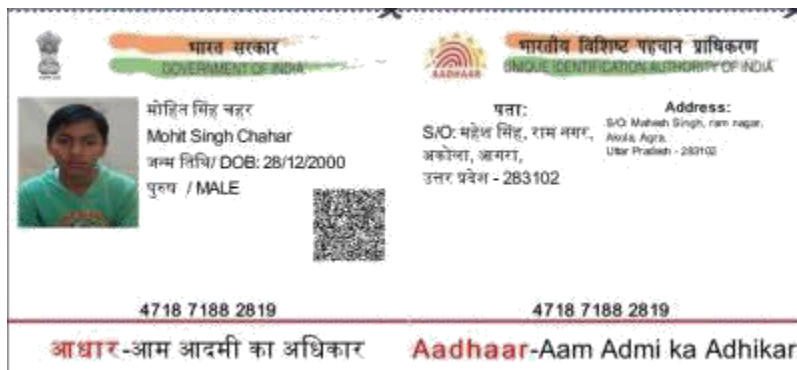 भारत सरकार
GOVERNMENT OF INDIA
मोहित सिंह चहर
Mohit Singh Chahar
जन्म तिथि/ DOB: 28/12/2000
पुरुष / MALE
4718 7188 2819
आधार-आम आदमी का अधिकार
भारतीय विशिष्ट पहचान प्राधिकरण
UNIQUE IDENTIFICATION AUTHORITY OF INDIA
AADHAAR
पता:
S/O: महेश सिंह, राम नगर,
अकोला, आगरा,
उत्तर प्रदेश - 283102
Address:
S/O: Mahesh Singh, ram nagar,
Akola, Agra,
Uttar Pradesh - 283102
4718 7188 2819
Aadhaar-Aam Admi ka Adhikar